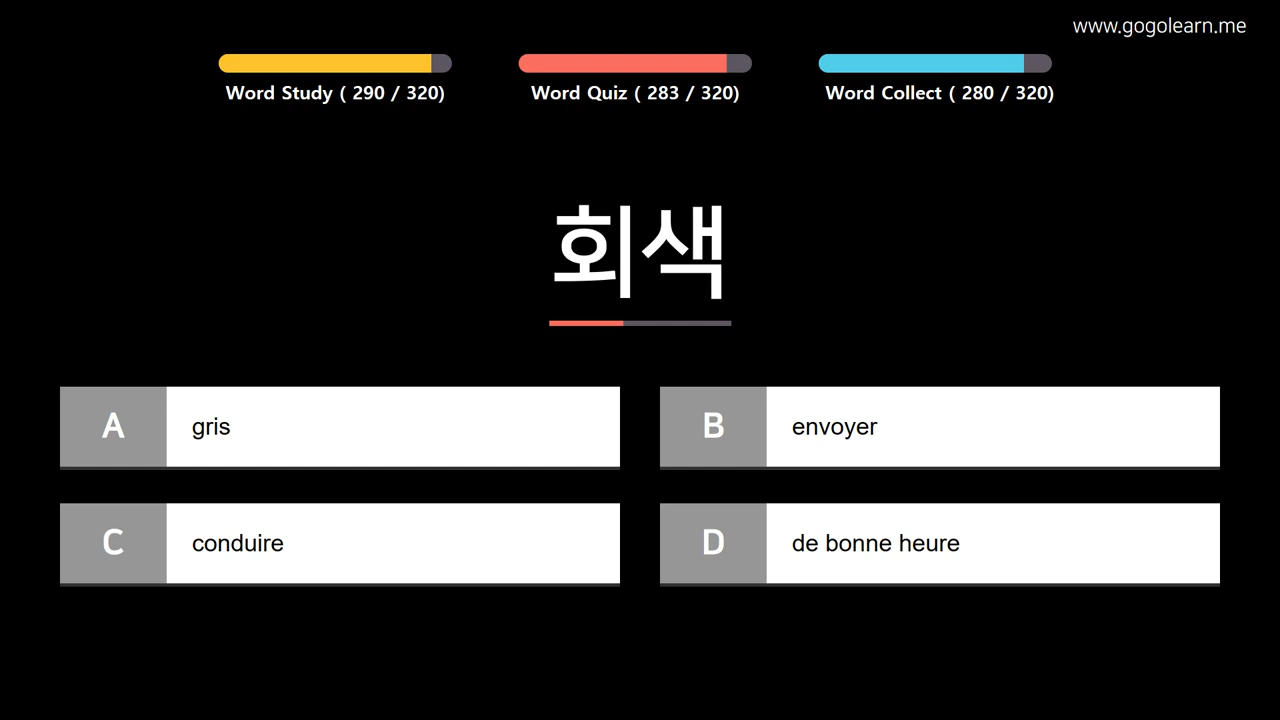 www.gogolearn.me
Word Study ( 290 / 320)
Word Quiz ( 283 / 320)
Word Collect ( 280 / 320)
회색
A gris
B envoyer
C conduire
D de bonne heure